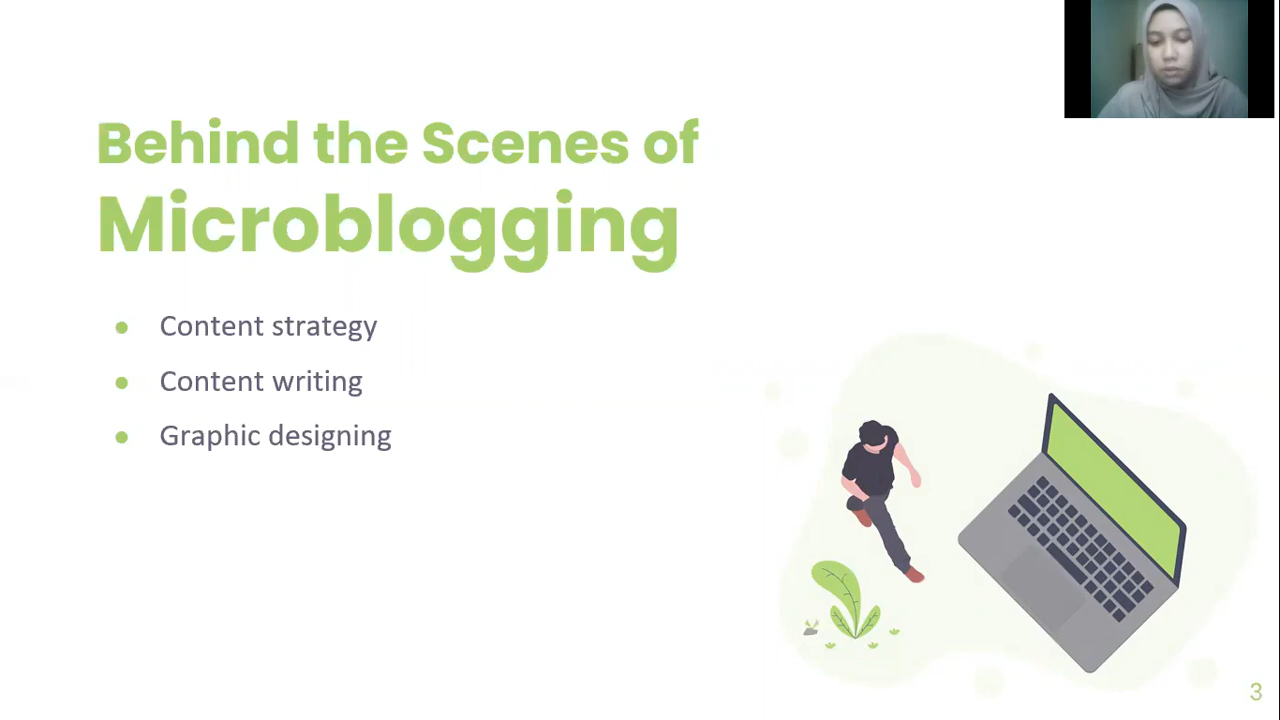 Behind the Scenes of
Microblogging
● Content strategy
● Content writing
● Graphic designing
3